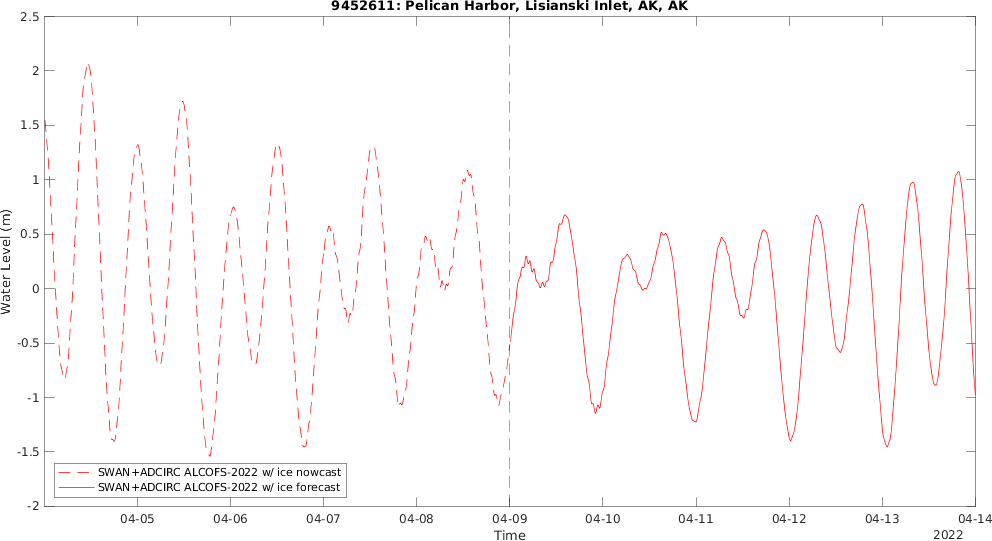 9452611: Pelican Harbor, Lisianski Inlet, AK, AK
2.5
2
1.5
1
0.5
0
-0.5
-1
-1.5
-2
Water Level (m)
SWAN+ADCIRC ALCOFS-2022 w/ ice nowcast
SWAN+ADCIRC ALCOFS-2022 w/ ice forecast
04-05 04-06 04-07 04-08 04-09 04-10 04-11 04-12 04-13 04-14
Time
2022